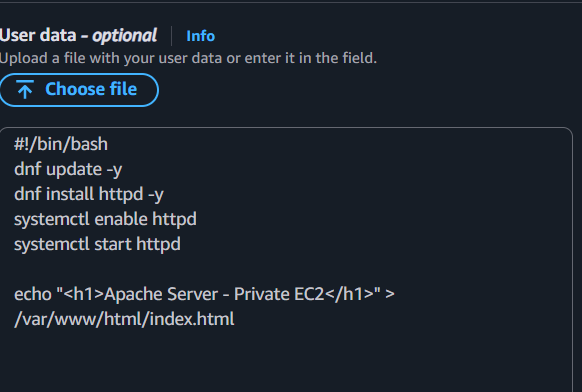 User data - optional
Info
Upload a file with your user data or enter it in the field.
Choose file
#!/bin/bash
dnf update -y
dnf install httpd -y
systemctl enable httpd
systemctl start httpd
echo "<h1>Apache Server - Private EC2</h1>" >
/var/www/html/index.html